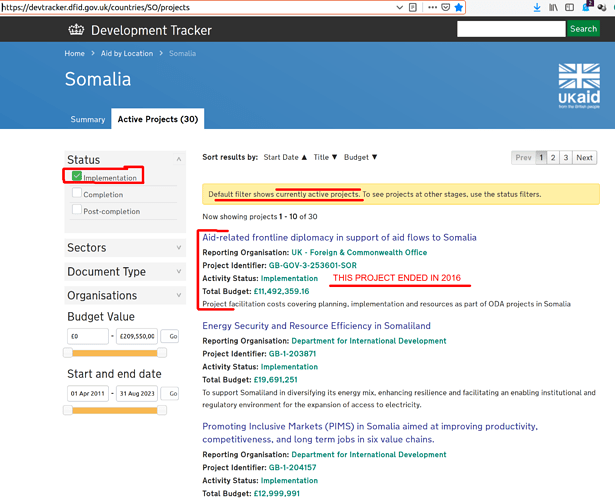 https://devtracker.dfid.gov.uk/countries/SO/projects
Development Tracker
Search
Home > Aid by Location > Somalia
Somalia
ukaid
from the British people
Summary
Active Projects (30)
Status
Implementation
Completion
Post-completion
Sectors
Document Type
Organisations
Budget Value
£0 - £209,550,00 Go
Start and end date
01 Apr 2011 - 31 Aug 2023 Go
Sort results by: Start Date ▲ Title ▼ Budget ▼
Prev 1 2 3 Next
Default filter shows currently active projects. To see projects at other stages, use the status filters.
Now showing projects 1 - 10 of 30
Aid-related frontline diplomacy in support of aid flows to Somalia
Reporting Organisation: UK - Foreign & Commonwealth Office
Project Identifier: GB-GOV-3-253601-SOR
Activity Status: Implementation THIS PROJECT ENDED IN 2016
Total Budget: £11,492,359.16
Project facilitation costs covering planning, implementation and resources as part of ODA projects in Somalia
Energy Security and Resource Efficiency in Somaliland
Reporting Organisation: Department for International Development
Project Identifier: GB-1-203871
Activity Status: Implementation
Total Budget: £19,691,251
To support Somaliland in diversifying its energy mix, enhancing resilience and facilitating an enabling institutional and
regulatory environment for the expansion of access to electricity.
Promoting Inclusive Markets (PIMS) in Somalia aimed at improving productivity,
competitiveness, and long term jobs in six value chains.
Reporting Organisation: Department for International Development
Project Identifier: GB-1-204157
Activity Status: Implementation
Total Budget: £12,999,991